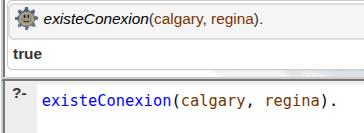 existeConexion(calgary, regina).
true
?- existeConexion(calgary, regina).